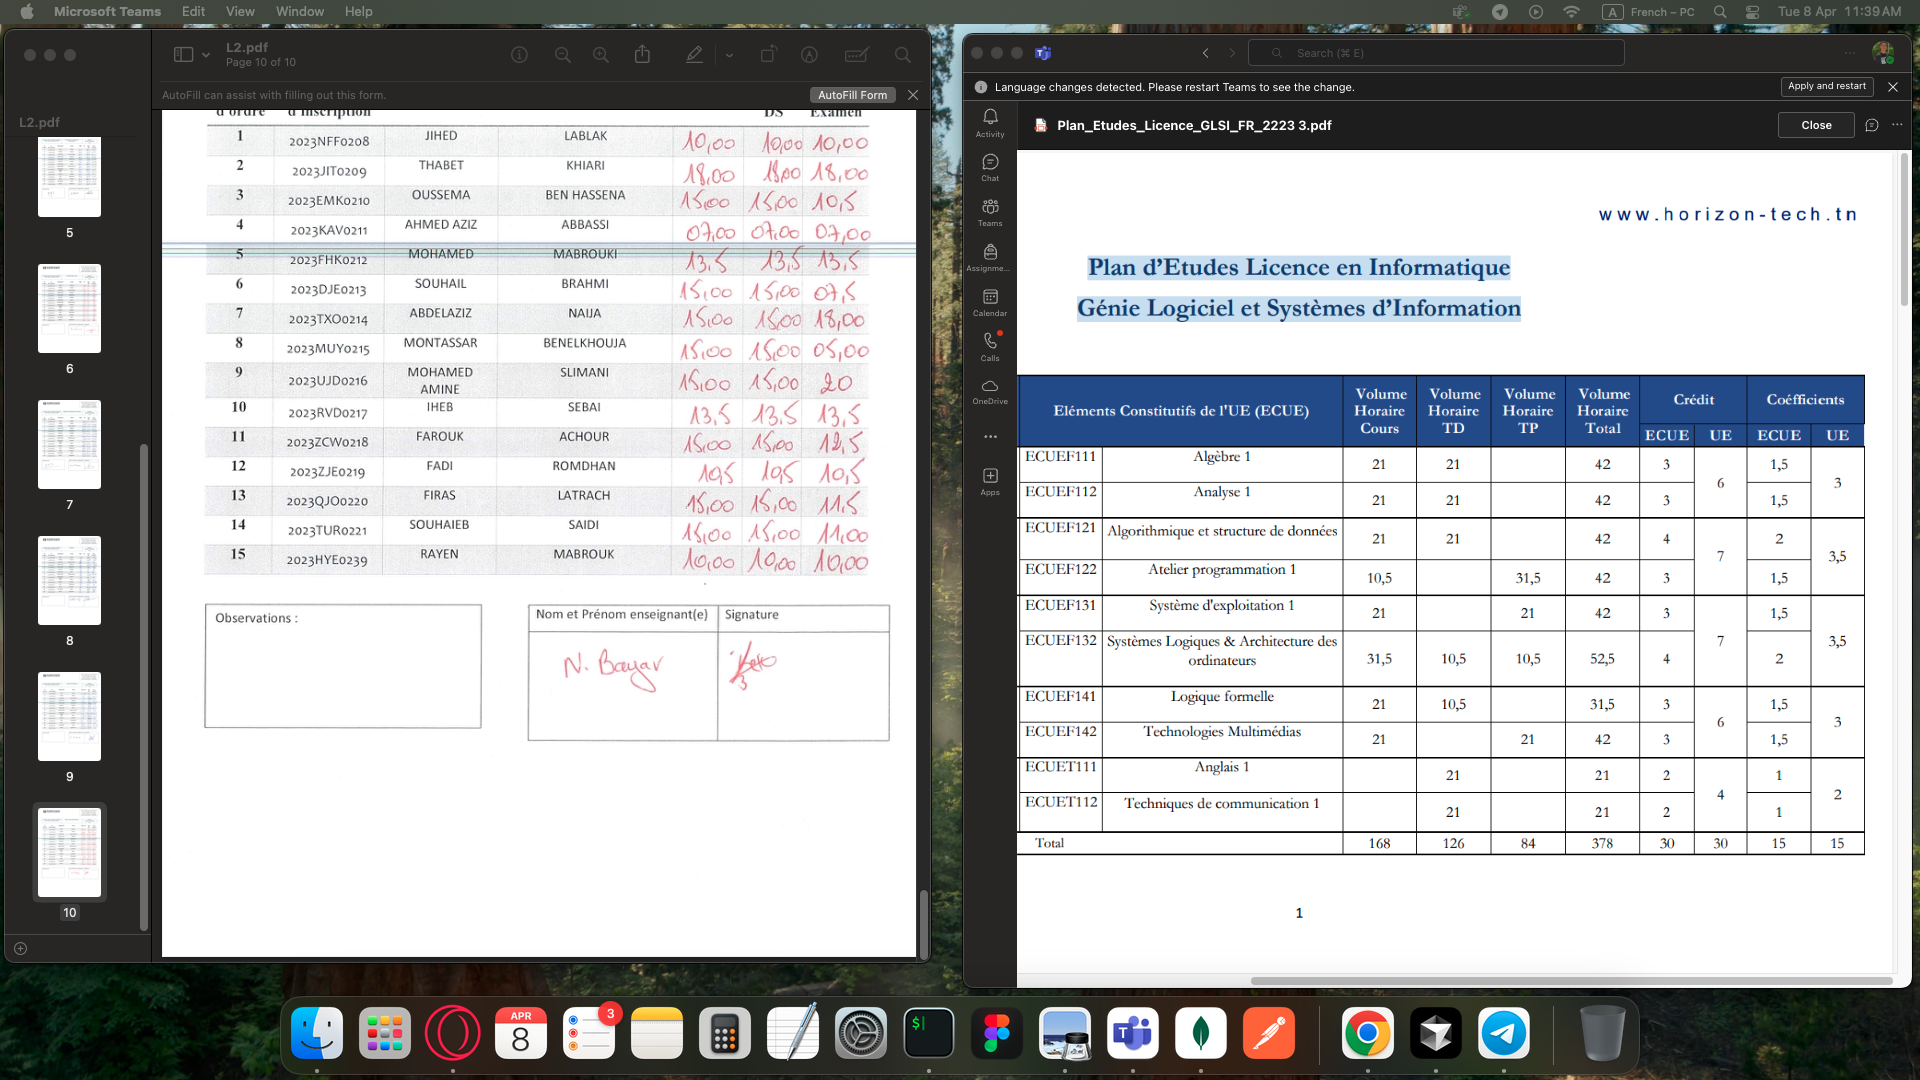 Microsoft Teams Edit View Window Help
A French – PC Tue 8 Apr 11:39 AM
L2.pdf
Page 10 of 10
AutoFill can assist with filling out this form. AutoFill Form
L2.pdf
5
6
7
8
9
10
d'ordre d'inscription DS Examen
1 2023NFF0208 JIHED LABLAK 10,00 10,00 10,00
2 2023JIT0209 THABET KHIARI 18,00 18,00 18,00
3 2023EMK0210 OUSSEMA BEN HASSENA 15,00 15,00 10,5
4 2023KAV0211 AHMED AZIZ ABBASSI 07,00 07,00 07,00
5 2023FHK0212 MOHAMED MABROUKI 13,5 13,5 13,5
6 2023DJE0213 SOUHAIL BRAHMI 15,00 15,00 07,5
7 2023TXO0214 ABDELAZIZ NAIJA 15,00 15,00 18,00
8 2023MUY0215 MONTASSAR BENELKHOUJA 15,00 15,00 05,00
9 2023UJD0216 MOHAMED AMINE SLIMANI 15,00 15,00 20
10 2023RVD0217 IHEB SEBAI 13,5 13,5 13,5
11 2023ZCW0218 FAROUK ACHOUR 15,00 15,00 12,5
12 2023ZJE0219 FADI ROMDHAN 10,5 10,5 10,5
13 2023QJO0220 FIRAS LATRACH 15,00 15,00 11,5
14 2023TUR0221 SOUHAIEB SAIDI 15,00 15,00 11,00
15 2023HYE0239 RAYEN MABROUK 10,00 10,00 10,00
Observations :
Nom et Prénom enseignant(e) Signature
N. Bayar
Search (⌘ E)
Language changes detected. Please restart Teams to see the change. Apply and restart
Activity
Chat
Teams
Assignme...
Calendar
Calls
OneDrive
Apps
Plan_Etudes_Licence_GLSI_FR_2223 3.pdf Close
www.horizon-tech.tn
Plan d'Etudes Licence en Informatique
Génie Logiciel et Systèmes d'Information
Eléments Constitutifs de l'UE (ECUE) Volume Horaire Cours Volume Horaire TD Volume Horaire TP Volume Horaire Total Crédit Coéfficients
ECUE UE ECUE UE
ECUEF111 Algèbre 1 21 21 42 3 6 1,5 3
ECUEF112 Analyse 1 21 21 42 3 1,5
ECUEF121 Algorithmique et structure de données 21 21 42 4 7 2 3,5
ECUEF122 Atelier programmation 1 10,5 31,5 42 3 1,5
ECUEF131 Système d'exploitation 1 21 21 42 3 7 1,5 3,5
ECUEF132 Systèmes Logiques & Architecture des ordinateurs 31,5 10,5 10,5 52,5 4 2
ECUEF141 Logique formelle 21 10,5 31,5 3 6 1,5 3
ECUEF142 Technologies Multimédias 21 21 42 3 1,5
ECUET111 Anglais 1 21 21 2 4 1 2
ECUET112 Techniques de communication 1 21 21 2 1
Total 168 126 84 378 30 30 15 15
1
APR
8
3
$